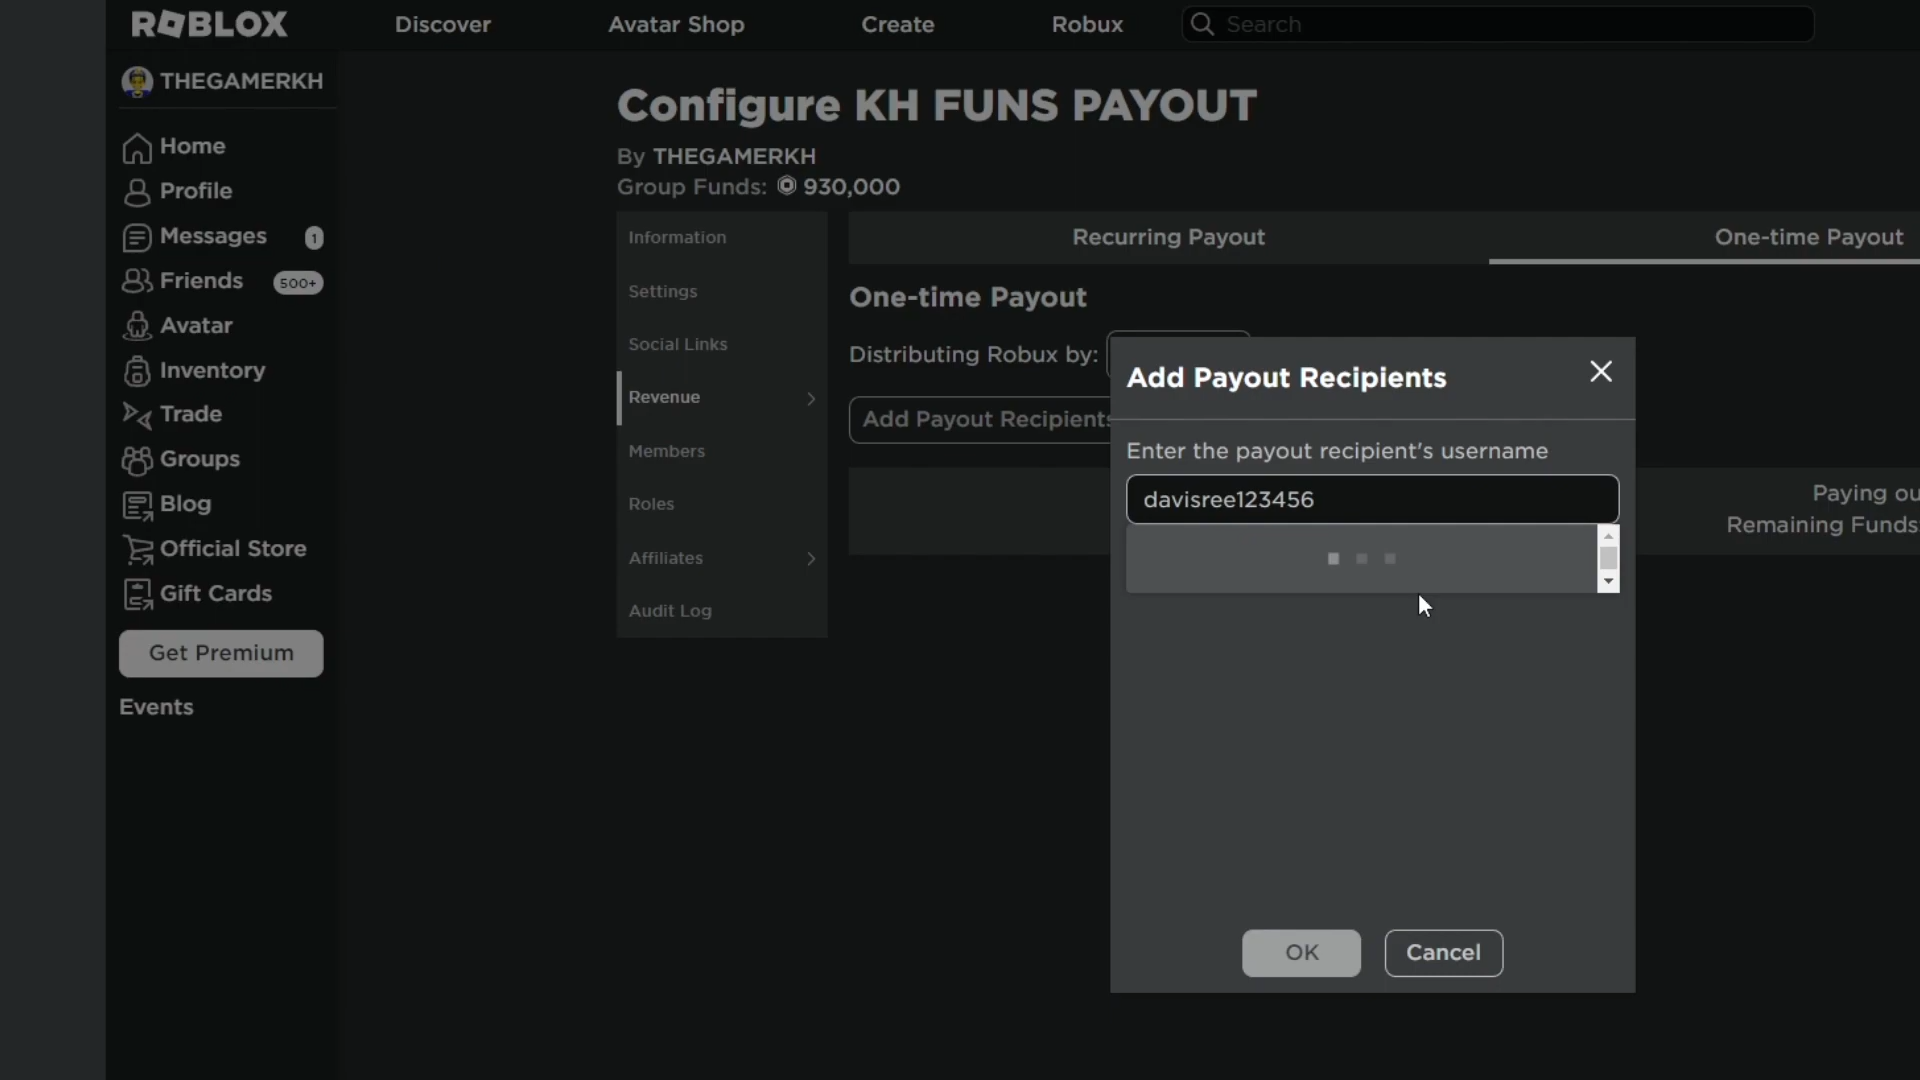 ROBLOX
Discover
Avatar Shop
Create
Robux
Search
THEGAMERKH
Home
Profile
Messages
1
Friends
500+
Avatar
Inventory
Trade
Groups
Blog
Official Store
Gift Cards
Get Premium
Events
Configure KH FUNS PAYOUT
By THEGAMERKH
Group Funds: 930,000
Information
Settings
Social Links
Revenue
Members
Roles
Affiliates
Audit Log
Recurring Payout
One-time Payout
One-time Payout
Distributing Robux by:
Add Payout Recipients
Paying ou
Remaining Funds:
Add Payout Recipients
Enter the payout recipient's username
davisree123456
OK
Cancel